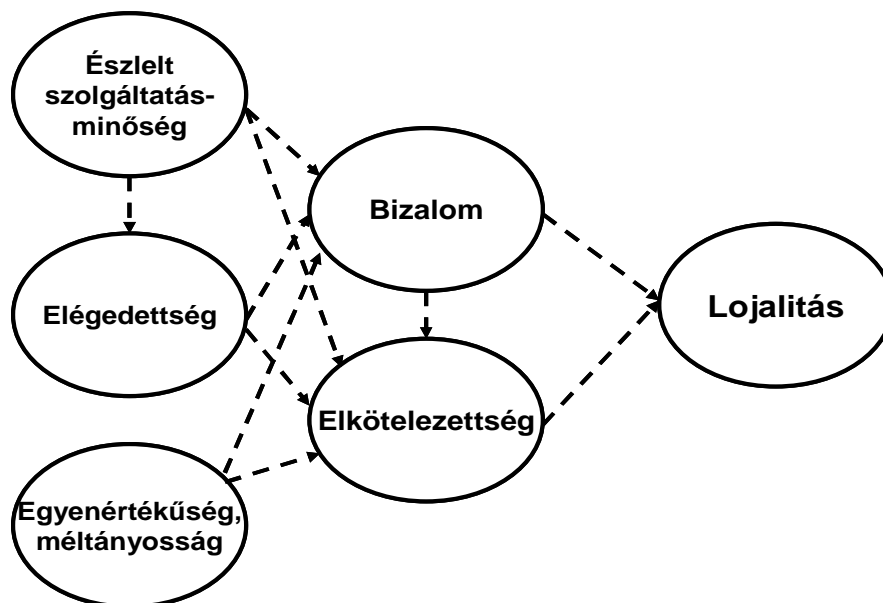 Észlelt
szolgáltatás-
minőség
Bizalom
Elégedettség
Lojalitás
Elkötelezettség
Egyenértékűség,
méltányosság